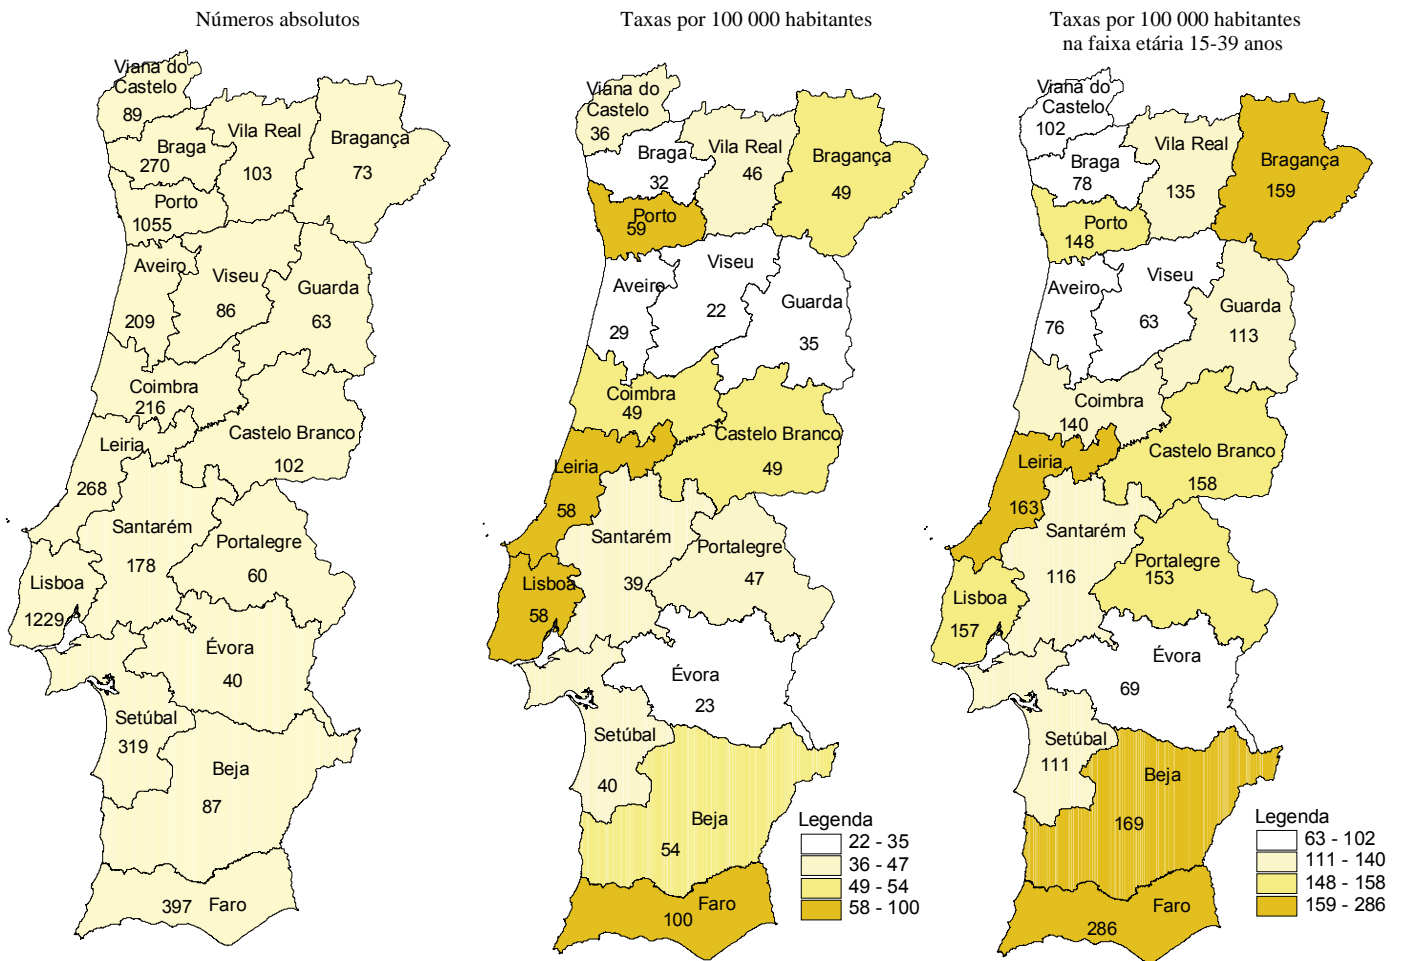 Números absolutos
Viana do
Castelo
89
Braga
270
Vila Real
103
Bragança
73
Porto
1055
Aveiro
209
Viseu
86
Guarda
63
Coimbra
216
Castelo Branco
102
Leiria
268
Santarém
178
Portalegre
60
Lisboa
1229
Évora
40
Setúbal
319
Beja
87
397 Faro
Taxas por 100 000 habitantes
Viana do
Castelo
36
Braga
32
Vila Real
46
Bragança
49
Porto
59
Aveiro
29
Viseu
22
Guarda
35
Coimbra
49
Castelo Branco
49
Leiria
58
Santarém
39
Portalegre
47
Lisboa
58
Évora
23
Setúbal
40
Beja
54
Faro
100
Legenda
22 - 35
36 - 47
49 - 54
58 - 100
Taxas por 100 000 habitantes
na faixa etária 15-39 anos
Viana do
Castelo
102
Braga
78
Vila Real
135
Bragança
159
Porto
148
Aveiro
76
Viseu
63
Guarda
113
Coimbra
140
Castelo Branco
158
Leiria
163
Santarém
116
Portalegre
153
Lisboa
157
Évora
69
Setúbal
111
Beja
169
Faro
286
Legenda
63 - 102
111 - 140
148 - 158
159 - 286